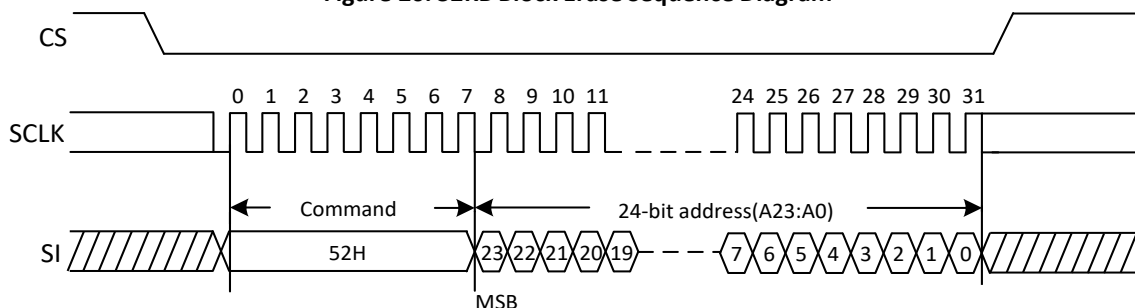 Figure 32KB Block Erase Sequence Diagram
CS
0 1 2 3 4 5 6 7 8 9 10 11 24 25 26 27 28 29 30 31
SCLK
Command 24-bit address(A23:A0)
SI 52H 23 22 21 20 19 7 6 5 4 3 2 1 0
MSB